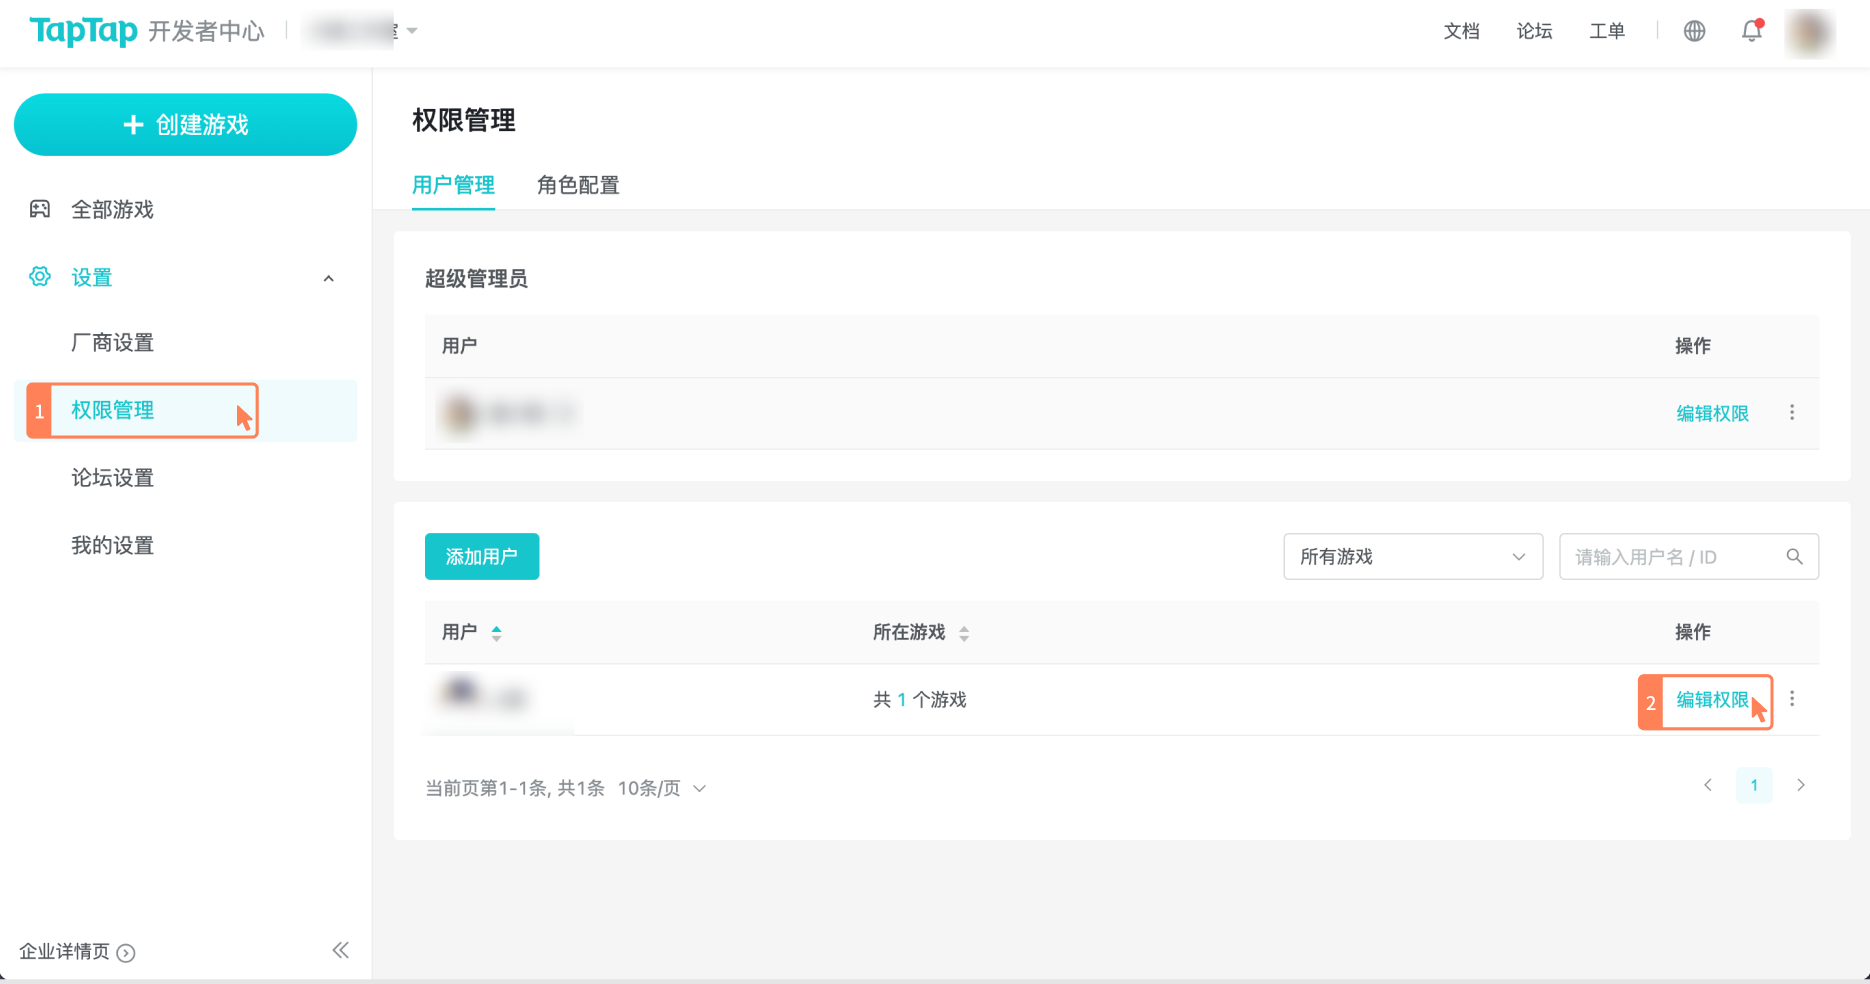 TapTap 开发者中心
文档 论坛 工单
创建游戏
全部游戏
设置
厂商设置
1 权限管理
论坛设置
我的设置
企业详情页
权限管理
用户管理 角色配置
超级管理员
用户 操作
编辑权限
添加用户 所有游戏 请输入用户名 / ID
用户 所在游戏 操作
共 1 个游戏 2 编辑权限
当前页第1-1条, 共1条 10条/页 1